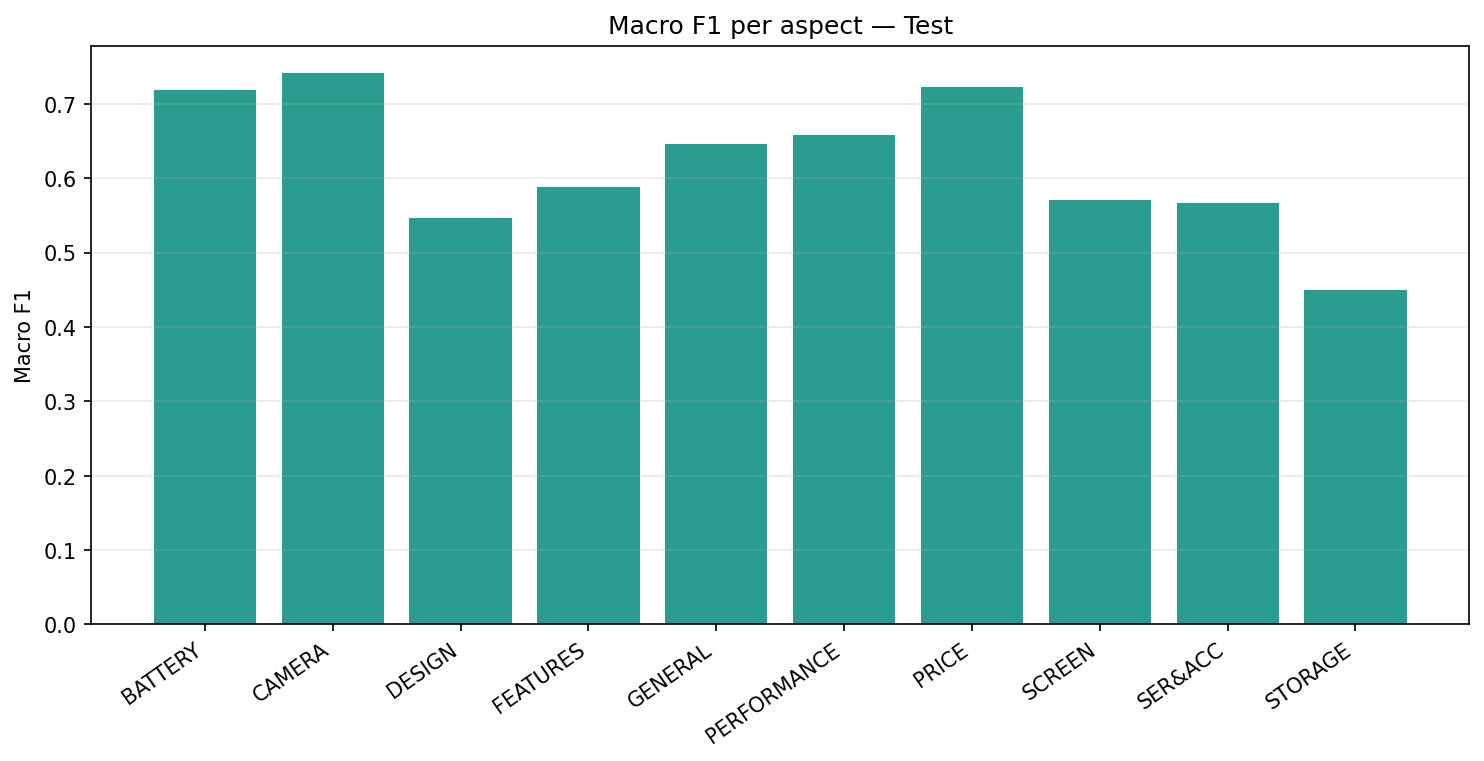 Macro F1 per aspect — Test
Macro F1
0.7
0.6
0.5
0.4
0.3
0.2
0.1
0.0
BATTERY
CAMERA
DESIGN
FEATURES
GENERAL
PERFORMANCE
PRICE
SCREEN
SER&ACC
STORAGE